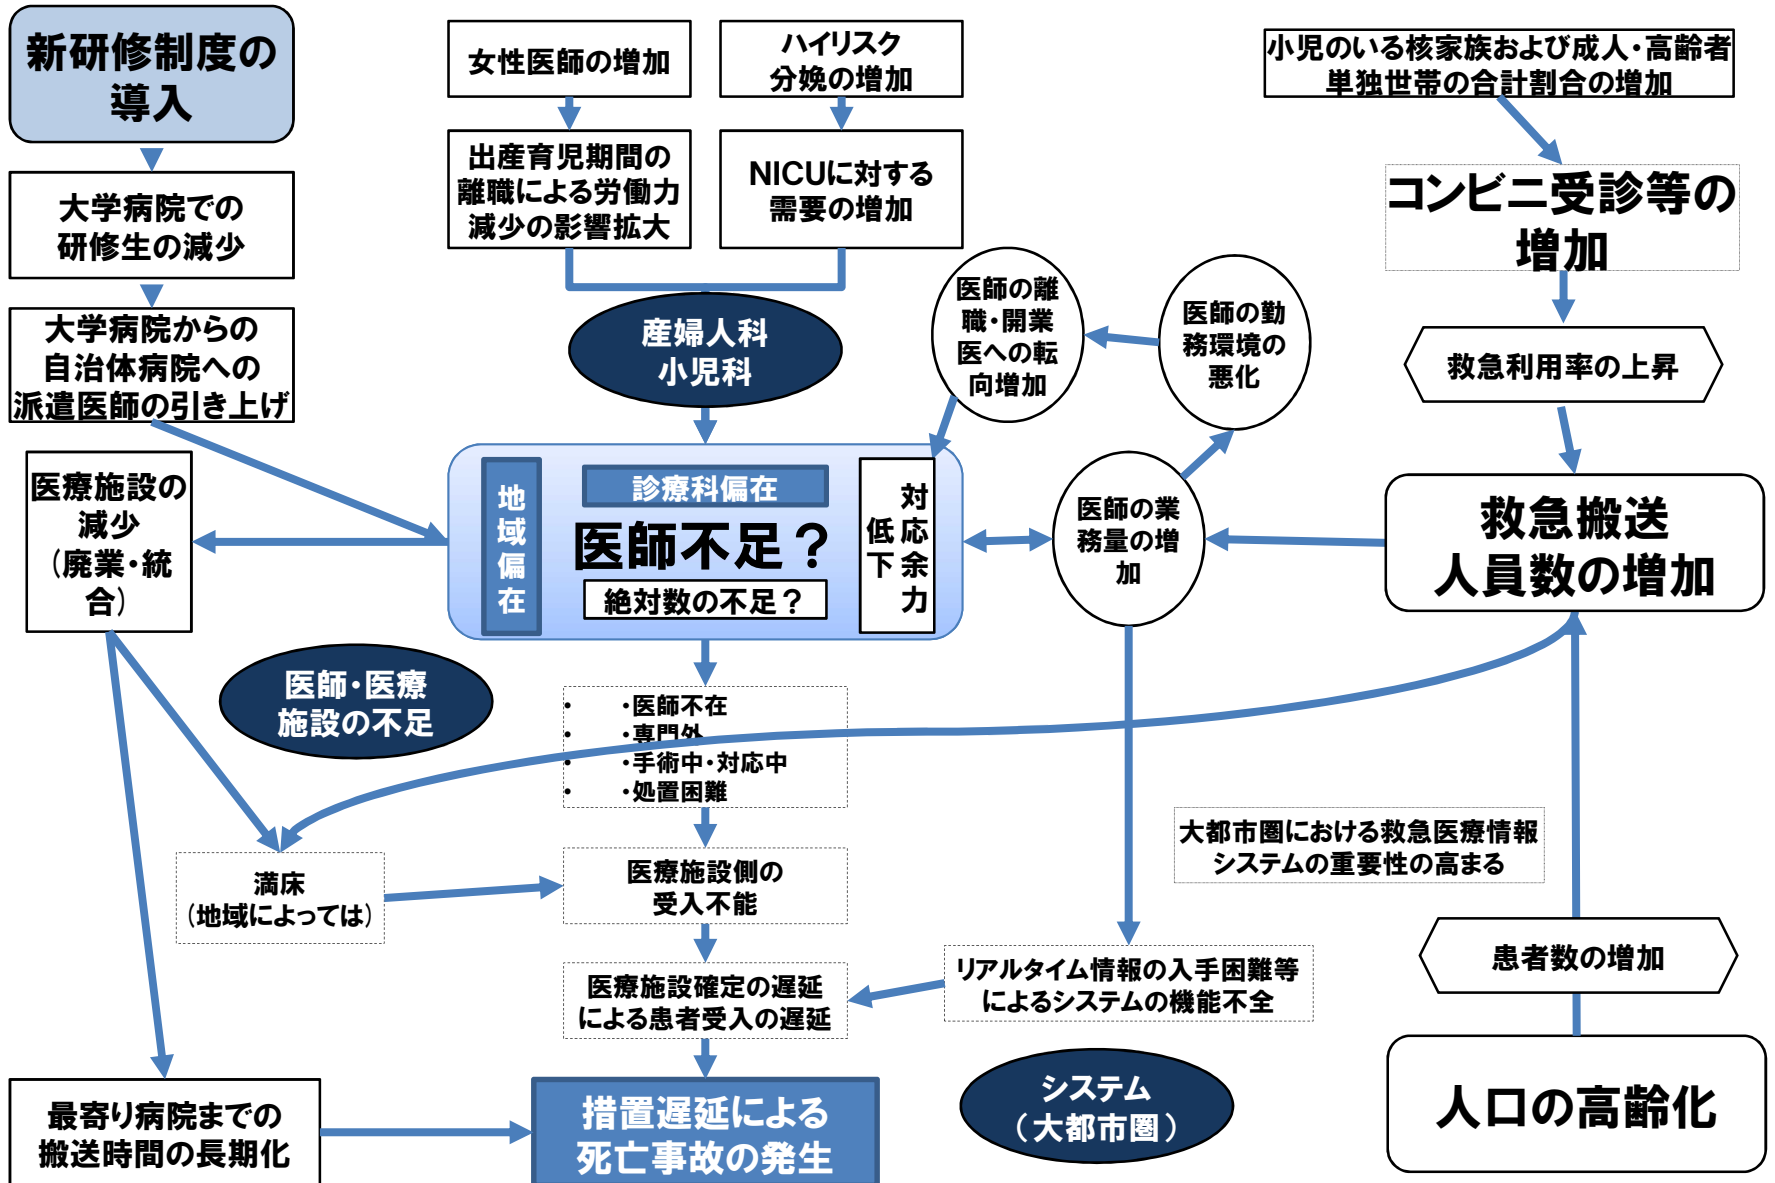 新研修制度の
導入
大学病院での
研修生の減少
大学病院からの
自治体病院への
派遣医師の引き上げ
女性医師の増加
出産育児期間の
離職による労働力
減少の影響拡大
ハイリスク
分娩の増加
NICUに対する
需要の増加
産婦人科
小児科
小児のいる核家族および成人・高齢者
単独世帯の合計割合の増加
コンビニ受診等の
増加
救急利用率の上昇
救急搬送
人員数の増加
医師の離
職・開業
医への転
向増加
医師の勤
務環境の
悪化
医師の業
務量の増
加
地域偏在
診療科偏在
医師不足？
絶対数の不足？
対応余力
低下
医療施設の
減少
（廃業・統
合）
医師・医療
施設の不足
・ ・医師不在
・ ・専門外
・ ・手術中・対応中
・ ・処置困難
満床
（地域によっては）
医療施設側の
受入不能
医療施設確定の遅延
による患者受入の遅延
大都市圏における救急医療情報
システムの重要性の高まる
リアルタイム情報の入手困難等
によるシステムの機能不全
患者数の増加
人口の高齢化
システム
（大都市圏）
最寄り病院までの
搬送時間の長期化
措置遅延による
死亡事故の発生